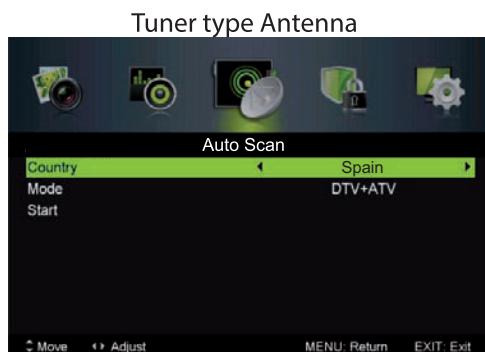 Tuner type Antenna
Auto Scan
Country Spain
Mode DTV+ATV
Start
Move Adjust MENU: Return EXIT: Exit